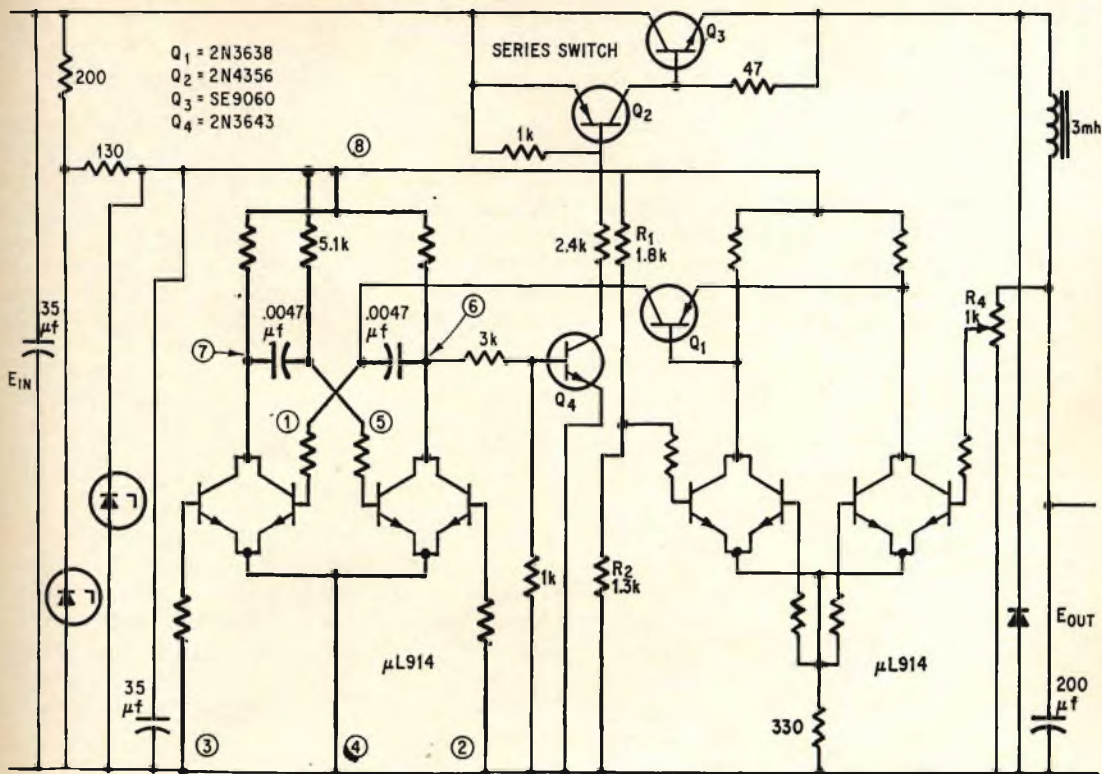 Q1 = 2N3638
Q2 = 2N4356
Q3 = SE9060
Q4 = 2N3643
SERIES SWITCH
Q3
200
47
Q2
3mh
1k
130
8
5.1k
2.4k
R1
1.8k
35
μf
.0047
μf
.0047
μf
6
Q1
R4
1k
7
3k
EIN
Q4
1
5
1k
R2
1.3k
EOUT
μL914
μL914
35
μf
200
μf
330
3
4
2